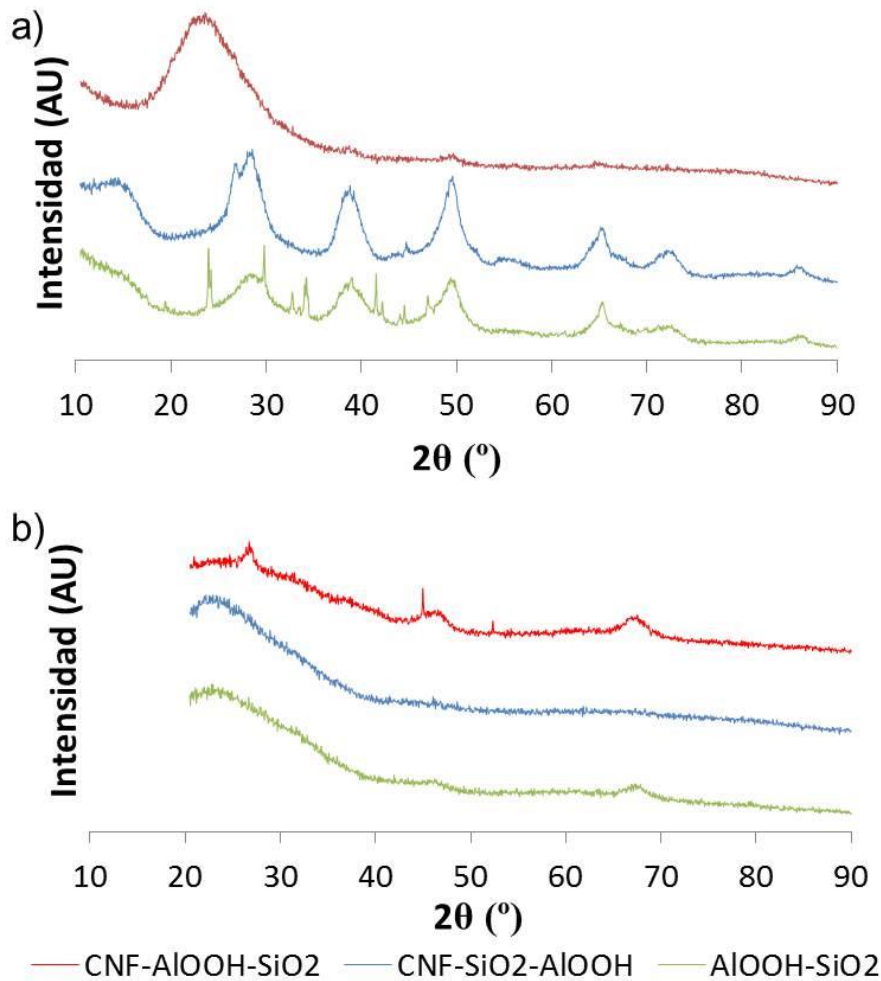 a)
Intensidad (AU)
10 20 30 40 50 60 70 80 90
2θ (º)
b)
Intensidad (AU)
10 20 30 40 50 60 70 80 90
2θ (º)
CNF-AlOOH-SiO2 CNF-SiO2-AlOOH AlOOH-SiO2